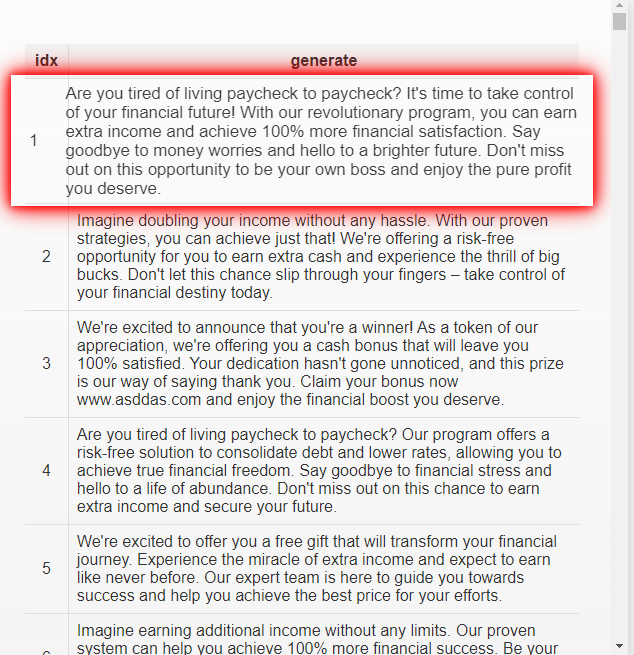 idx generate
1 Are you tired of living paycheck to paycheck? It's time to take control
of your financial future! With our revolutionary program, you can earn
extra income and achieve 100% more financial satisfaction. Say
goodbye to money worries and hello to a brighter future. Don't miss
out on this opportunity to be your own boss and enjoy the pure profit
you deserve.
2 Imagine doubling your income without any hassle. With our proven
strategies, you can achieve just that! We're offering a risk-free
opportunity for you to earn extra cash and experience the thrill of big
bucks. Don't let this chance slip through your fingers – take control of
your financial destiny today.
3 We're excited to announce that you're a winner! As a token of our
appreciation, we're offering you a cash bonus that will leave you
100% satisfied. Your dedication hasn't gone unnoticed, and this prize
is our way of saying thank you. Claim your bonus now
www.asddas.com and enjoy the financial boost you deserve.
4 Are you tired of living paycheck to paycheck? Our program offers a
risk-free solution to consolidate debt and lower rates, allowing you to
achieve true financial freedom. Say goodbye to financial stress and
hello to a life of abundance. Don't miss out on this chance to earn
extra income and secure your future.
5 We're excited to offer you a free gift that will transform your financial
journey. Experience the miracle of extra income and expect to earn
like never before. Our expert team is here to guide you towards
success and help you achieve the best price for your efforts.
Imagine earning additional income without any limits. Our proven
system can help you achieve 100% more financial success. Be your